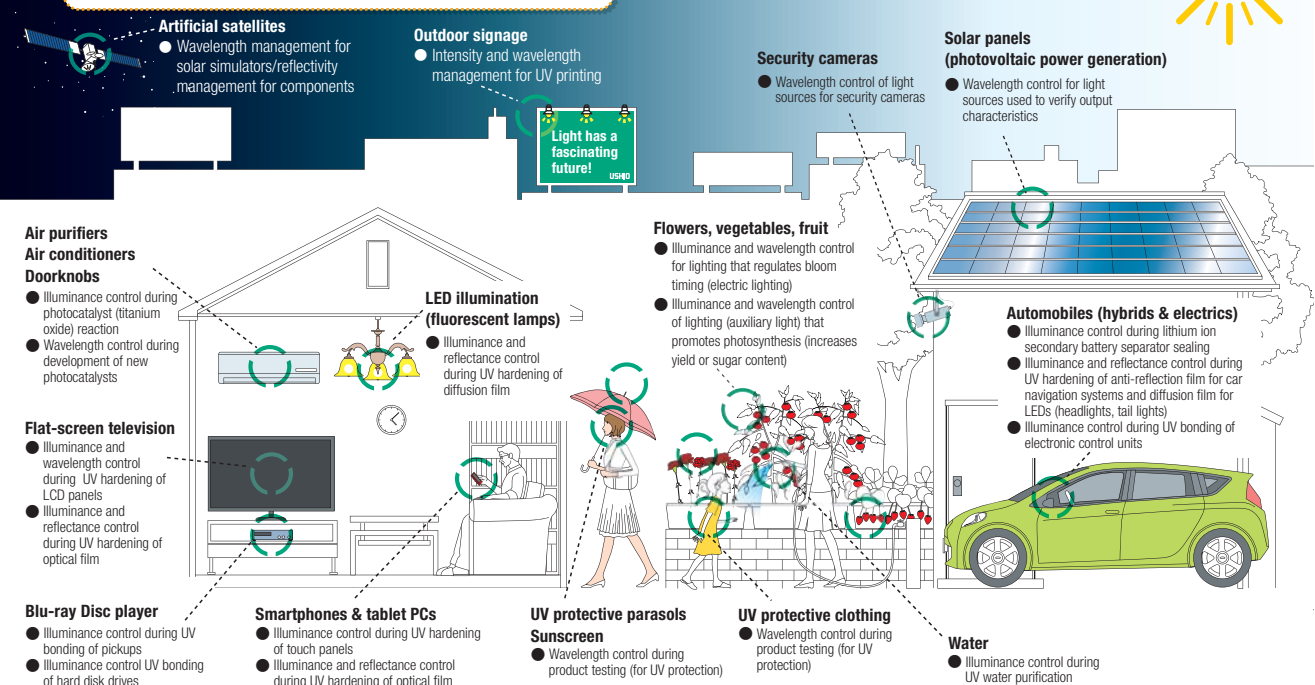 Artificial satellites
● Wavelength management for
solar simulators/reflectivity
management for components
Outdoor signage
● Intensity and wavelength
management for UV printing
Light has a
fascinating
future!
USHIO
Security cameras
● Wavelength control of light
sources for security cameras
Solar panels
(photovoltaic power generation)
● Wavelength control for light
sources used to verify output
characteristics
Air purifiers
Air conditioners
Doorknobs
● Illuminance control during
photocatalyst (titanium
oxide) reaction
● Wavelength control during
development of new
photocatalysts
LED illumination
(fluorescent lamps)
● Illuminance and
reflectance control
during UV hardening of
diffusion film
Flowers, vegetables, fruit
● Illuminance and wavelength control
for lighting that regulates bloom
timing (electric lighting)
● Illuminance and wavelength control
of lighting (auxiliary light) that
promotes photosynthesis (increases
yield or sugar content)
Automobiles (hybrids & electrics)
● Illuminance control during lithium ion
secondary battery separator sealing
● Illuminance and reflectance control during
UV hardening of anti-reflection film for car
navigation systems and diffusion film for
LEDs (headlights, tail lights)
● Illuminance control during UV bonding of
electronic control units
Flat-screen television
● Illuminance and
wavelength control
during UV hardening of
LCD panels
● Illuminance and
reflectance control
during UV hardening of
optical film
Blu-ray Disc player
● Illuminance control during UV
bonding of pickups
● Illuminance control UV bonding
of hard disk drives
Smartphones & tablet PCs
● Illuminance control during UV hardening
of touch panels
● Illuminance and reflectance control
during UV hardening of optical film
UV protective parasols
Sunscreen
● Wavelength control during
product testing (for UV protection)
UV protective clothing
● Wavelength control during
product testing (for UV
protection)
Water
● Illuminance control during
UV water purification